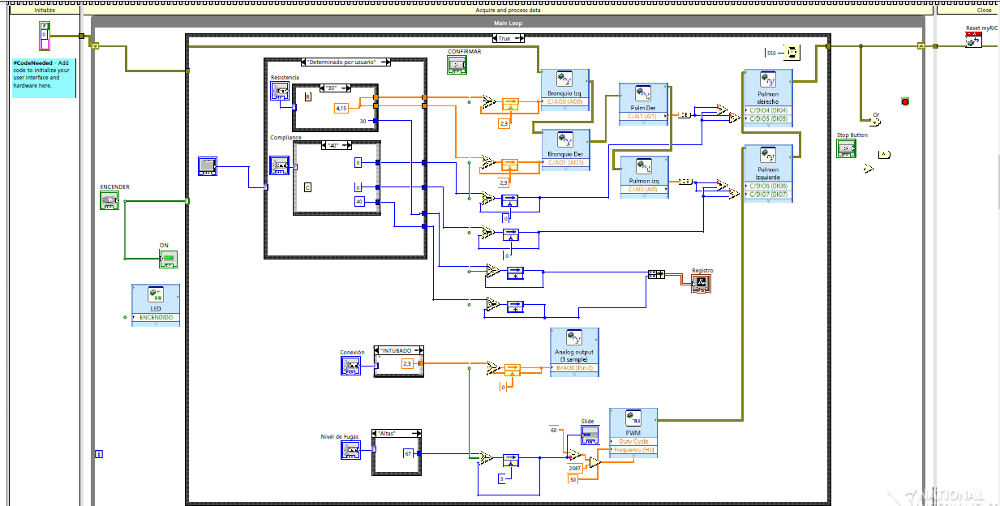 Initialize
Acquire and process data
Close
Main Loop
Reset myRIO
#CodeNeeded - Add
code to initialize your
user interface and
hardware here.
True
550
CONFIRMAR
"Determinado por usuario"
Resistencia
"30"
R
4,15
30
Compliance
"40"
0
0
C
40
2,3
2,3
0
0
Bronquio Izq
C/AO0 (AO0)
Bronquio Der
C/AO1 (AO1)
Pulm Der
C/AI1 (AI1)
Pulmon izq
C/AI0 (AI0)
Pulmon
derecho
C/DIO4 (DIO4)
C/DIO5 (DIO5)
Pulmon
Izquierdo
C/DIO6 (DIO6)
C/DIO7 (DIO7)
Or
Stop Button
ENCENDER
ON
LED
ENCENDIDO
Registro
Conexión
"INTUBADO
2,3
0
Analog output
(1 sample)
B/AO0 (Pin 2)
Nivel de Fugas
"Altas"
67
3
60
Slide
2087
50
PWM
Duty Cycle
Frequency [Hz]
i
NATIONAL